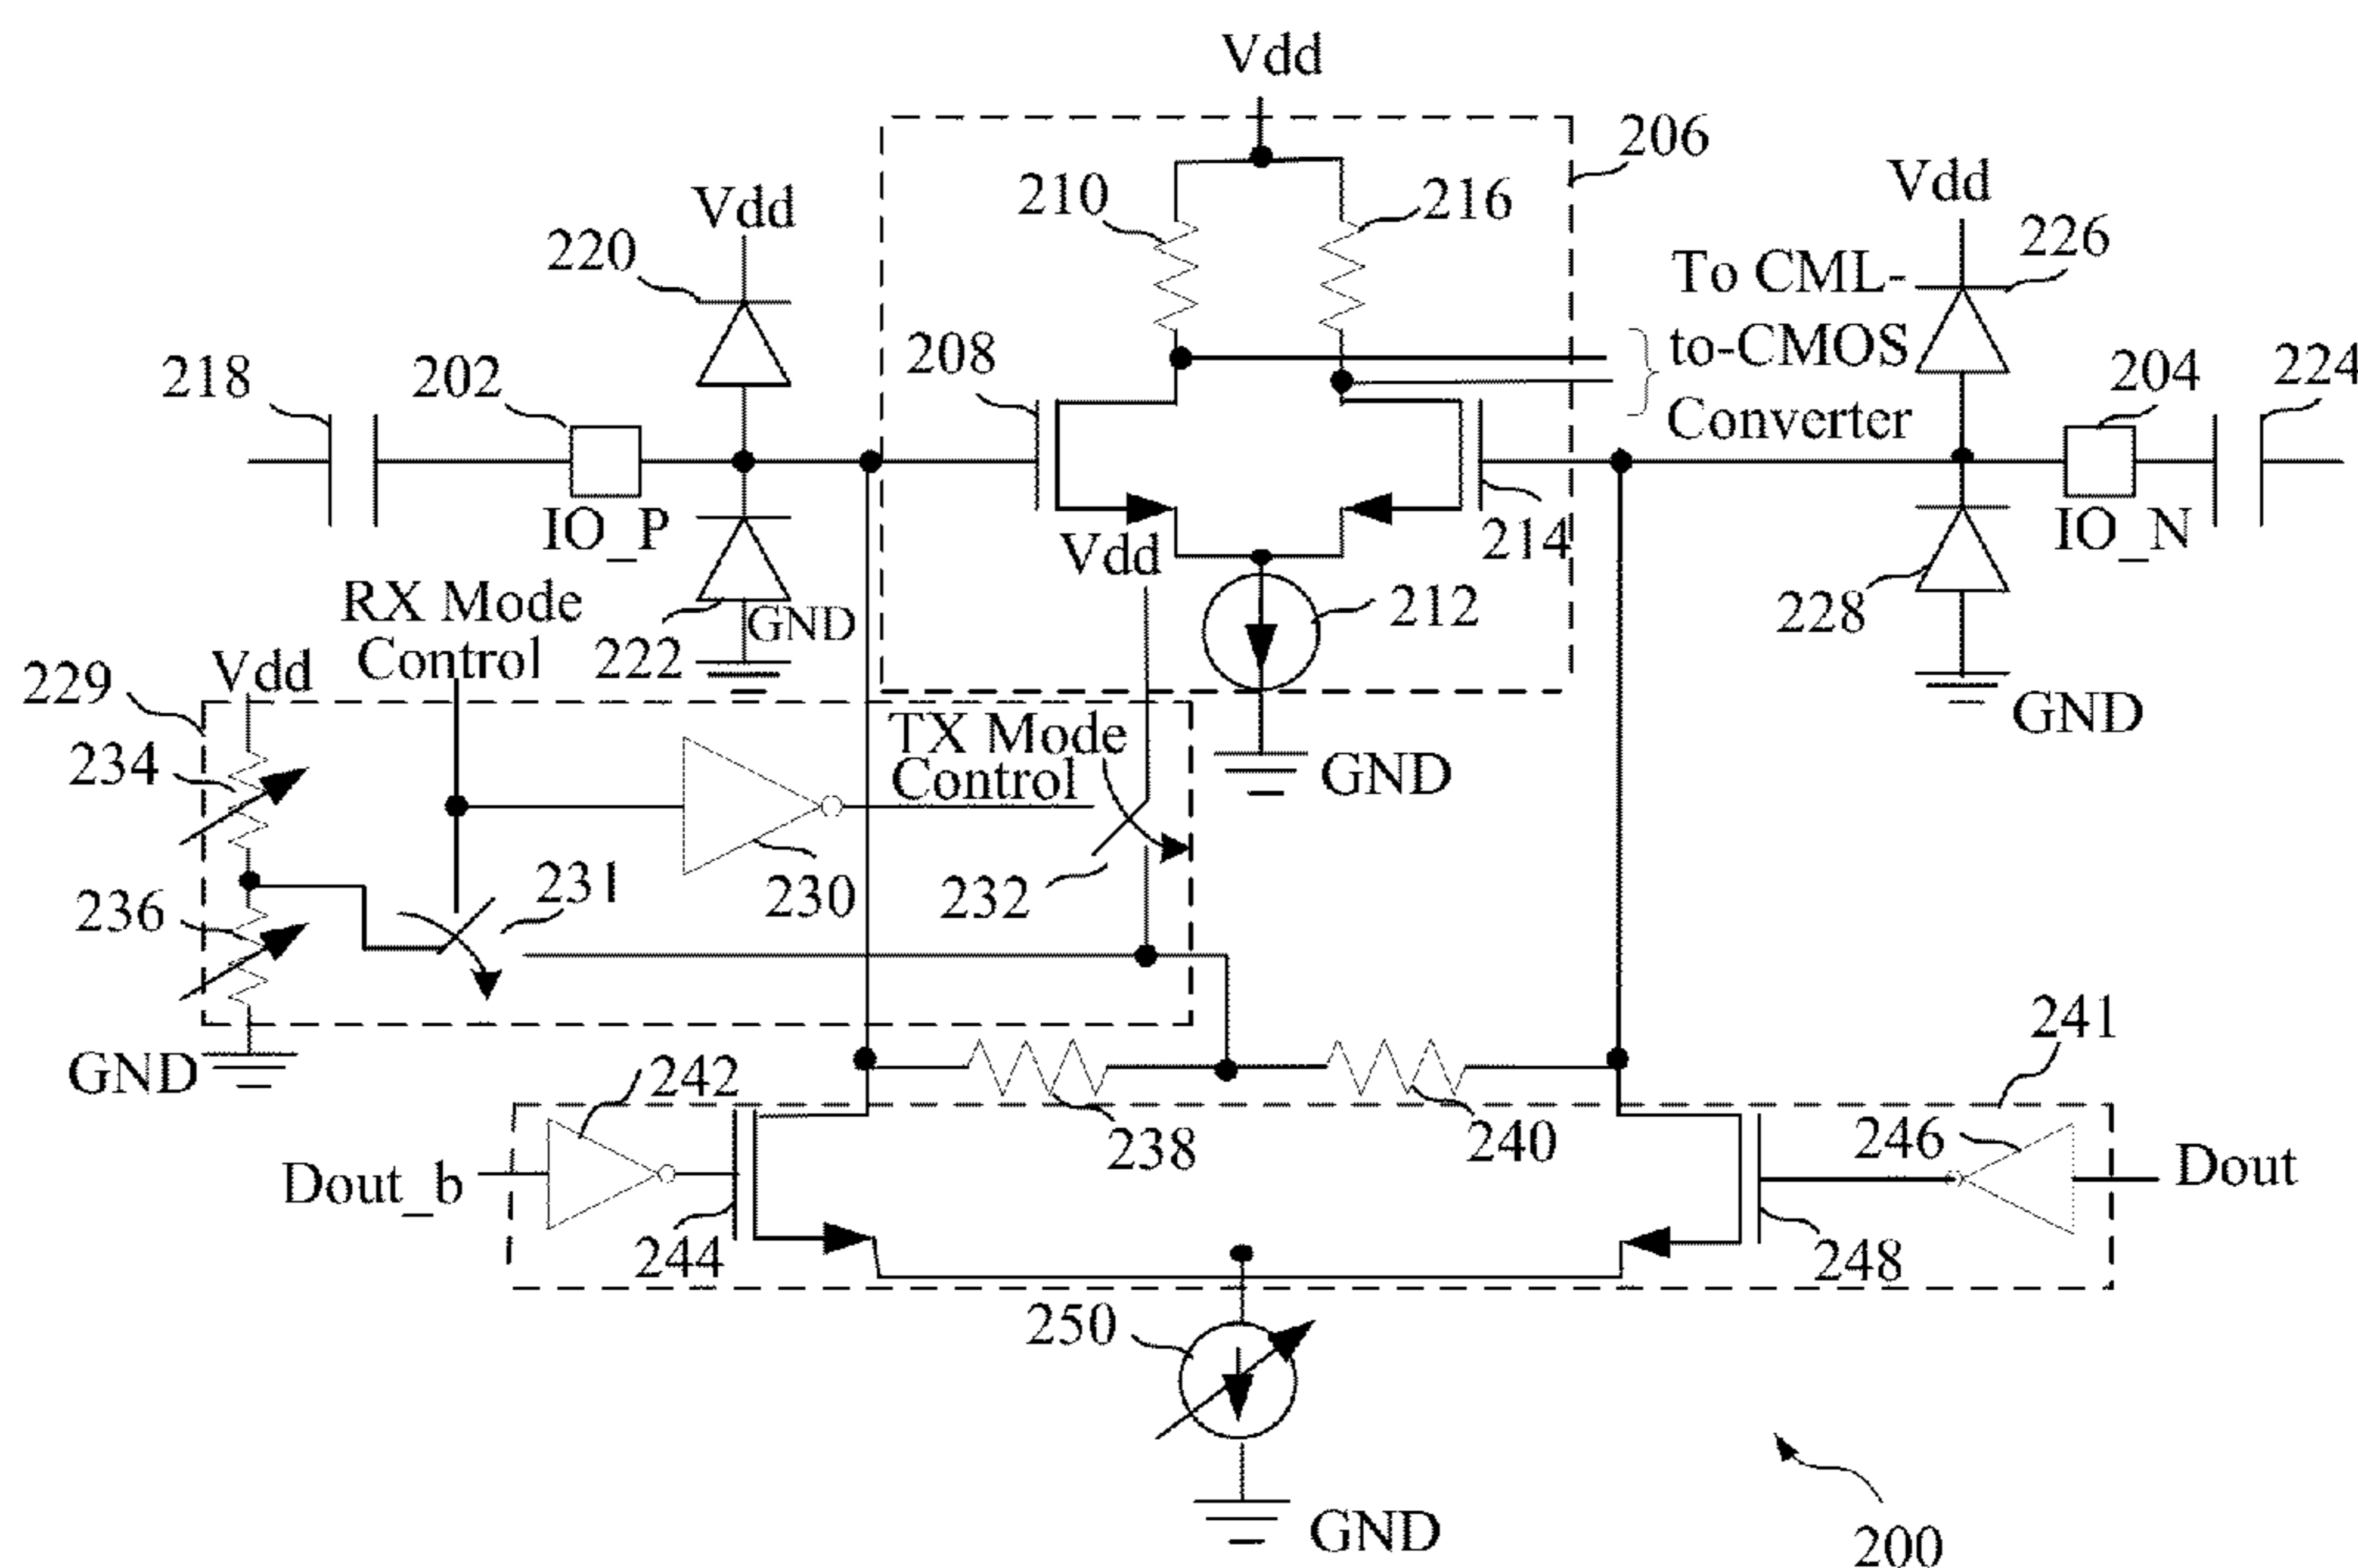 Vdd
206
210
216
Vdd
Vdd
220
226
To CML-
to-CMOS
Converter
208
218
202
204
224
IO_P
Vdd
214
IO_N
RX Mode
Control
222
GND
212
228
229
Vdd
GND
TX Mode
Control
234
GND
236
231
230
232
GND
242
241
238
240
246
Dout_b
Dout
244
248
250
GND
200